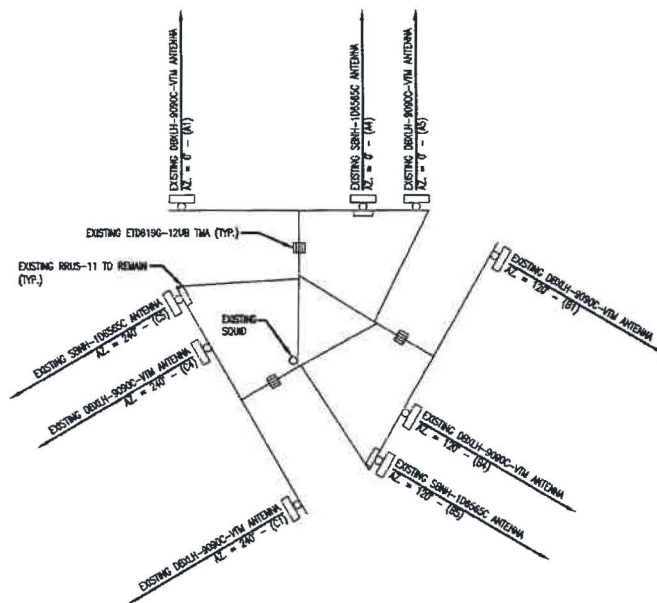 EXISTING DBXLH-9090C-VTM ANTENNA
AZ. = 0° - (A1)
EXISTING SBNH-1D6565C ANTENNA
AZ. = 0° - (A4)
EXISTING DBXLH-9090C-VTM ANTENNA
AZ. = 0° - (A5)
EXISTING ETD819G-12UB TMA (TYP.)
EXISTING RRUS-11 TO REMAIN
(TYP.)
EXISTING
SQUID
EXISTING DBXLH-9090C-VTM ANTENNA
AZ. = 120° - (B1)
EXISTING DBXLH-9090C-VTM ANTENNA
AZ. = 120° - (B4)
EXISTING SBNH-1D6565C ANTENNA
AZ. = 120° - (B5)
EXISTING SBNH-1D6565C ANTENNA
AZ. = 240° - (C5)
EXISTING DBXLH-9090C-VTM ANTENNA
AZ. = 240° - (C4)
EXISTING DBXLH-9090C-VTM ANTENNA
AZ. = 240° - (C1)